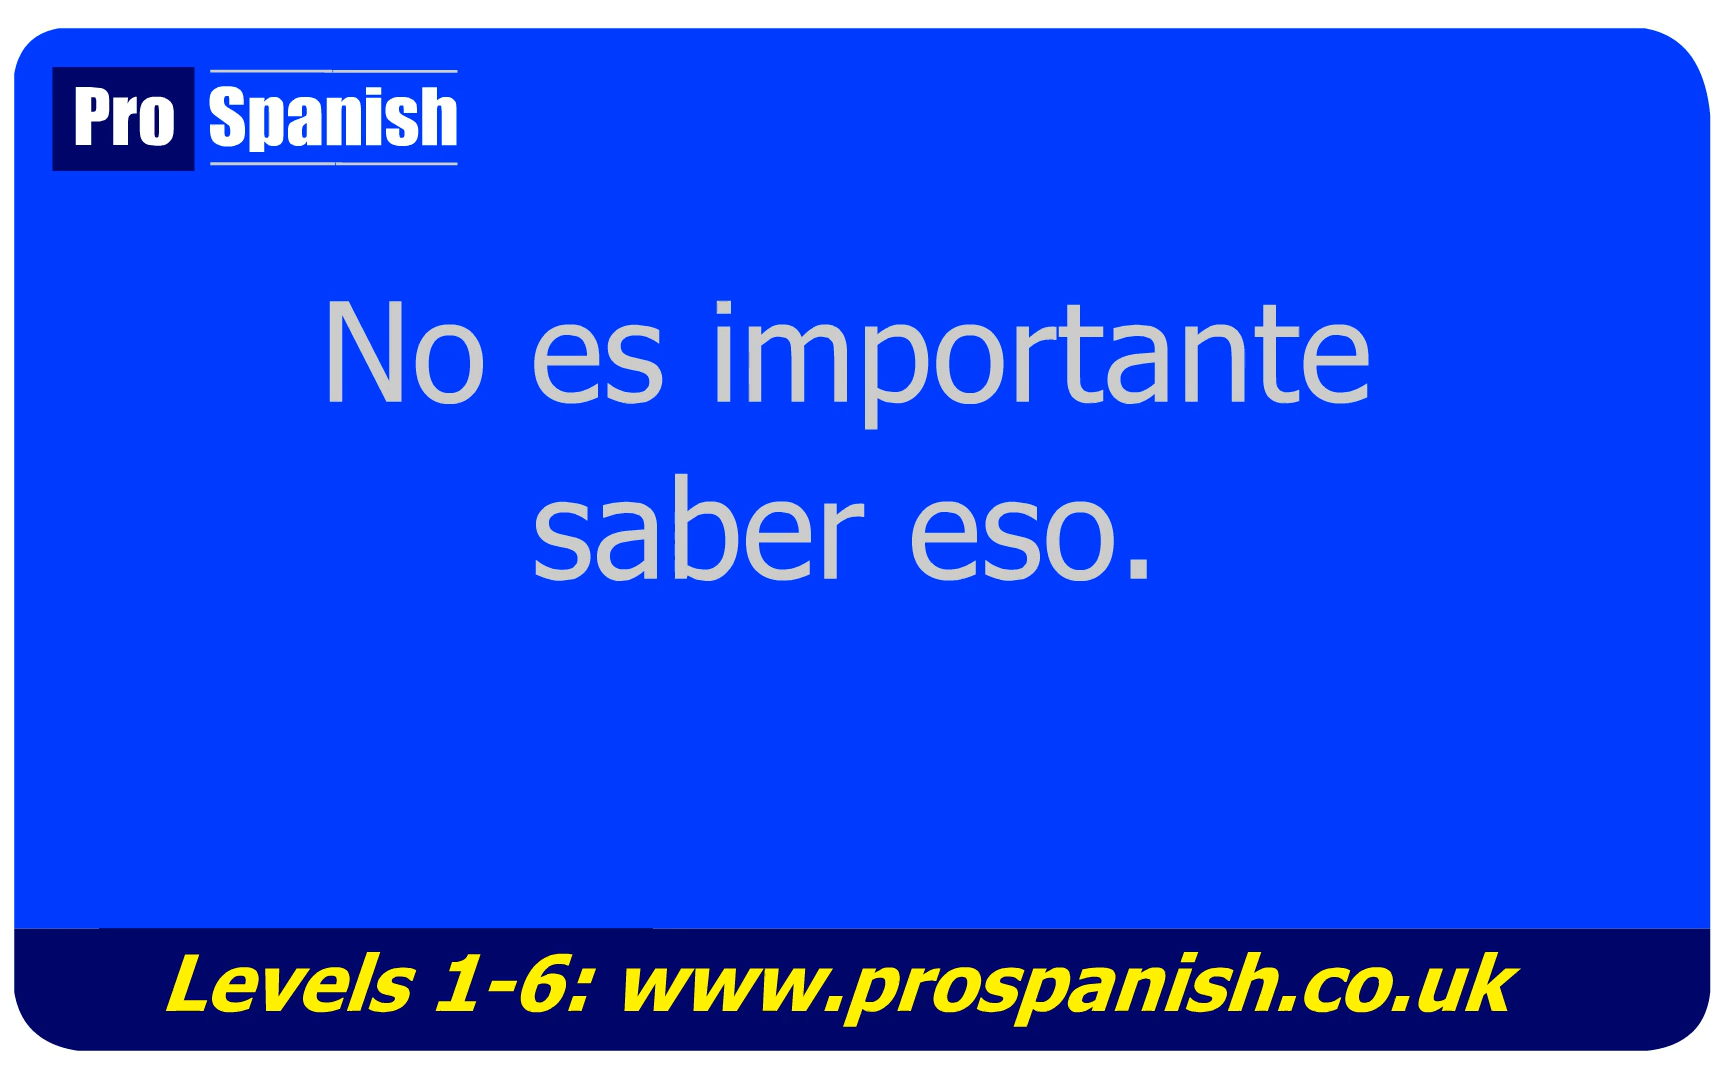 Pro Spanish
No es importante
saber eso.
Levels 1-6: www.prospanish.co.uk